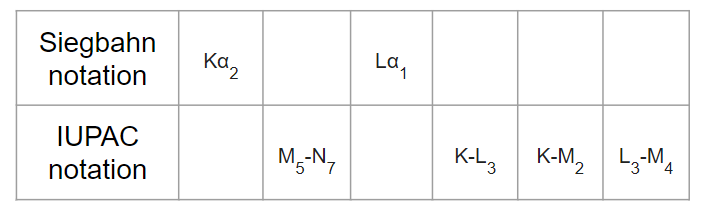 Siegbahn
notation
Kα₂
Lα₁
IUPAC
notation
M₅-N₇
K-L₃
K-M₂
L₃-M₄